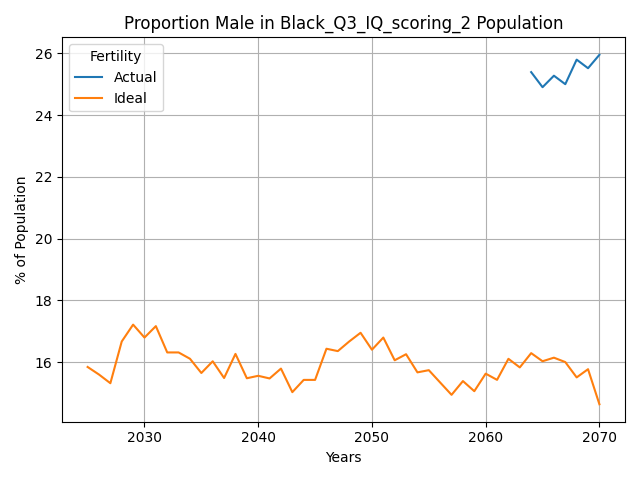 Proportion Male in Black_Q3_IQ_scoring_2 Population
Fertility
Actual
Ideal
% of Population
26
24
22
20
18
16
2030
2040
2050
2060
2070
Years